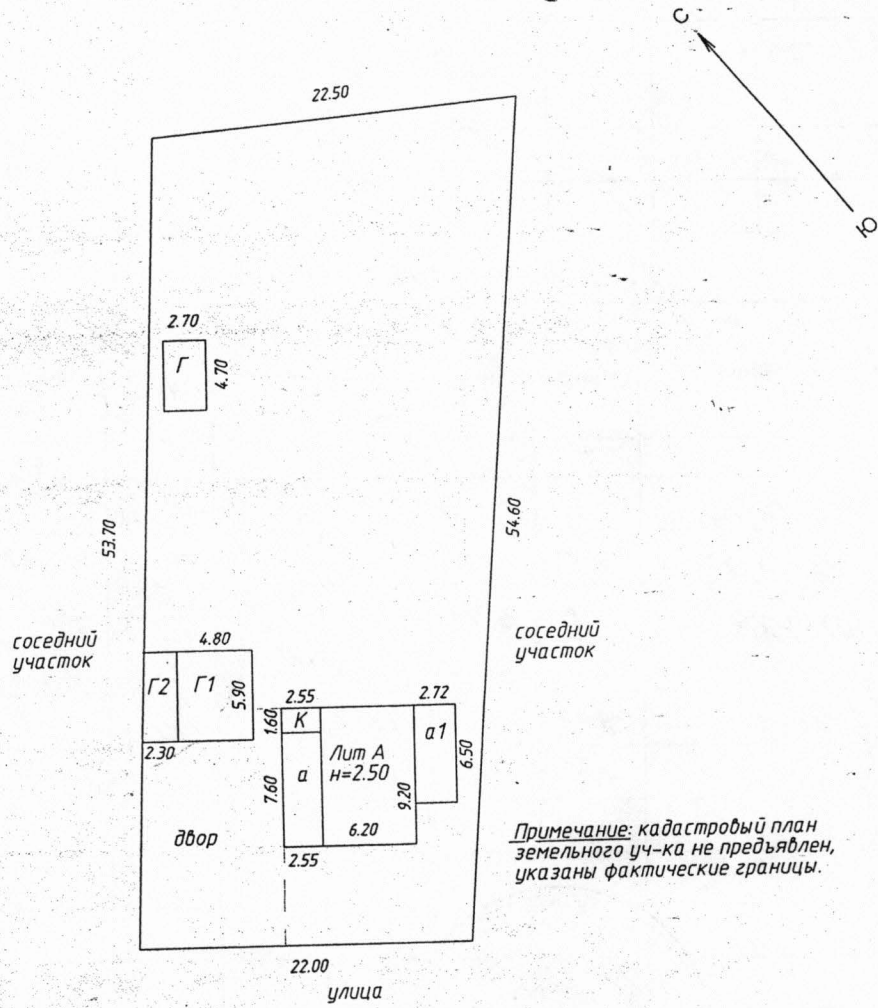 С
Ю
22.50
2.70
Г
4.70
53.70
54.60
соседний
участок
4.80
Г2
Г1
5.90
2.30
соседний
участок
2.55
2.72
1.60
К
а1
Лит А
н=2.50
а
7.60
9.20
6.50
6.20
2.55
двор
Примечание: кадастровый план
земельного уч-ка не предъявлен,
указаны фактические границы.
22.00
улица